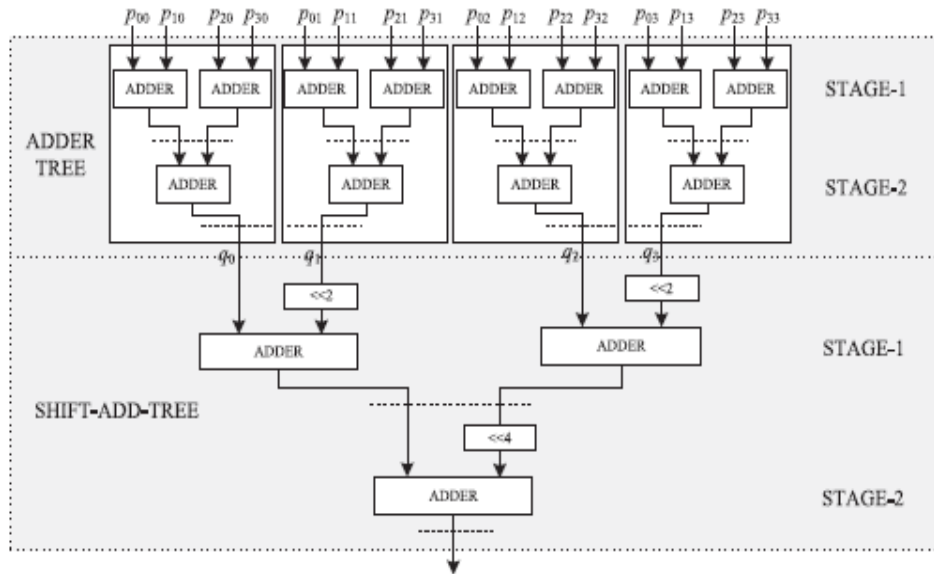 p00 p10 p20 p30 p01 p11 p21 p31 p02 p12 p22 p32 p03 p13 p23 p33
ADDER ADDER ADDER ADDER ADDER ADDER ADDER ADDER STAGE-1
ADDER TREE
ADDER ADDER ADDER ADDER STAGE-2
q0 q1 q2 q3
<<2 <<2
ADDER ADDER STAGE-1
SHIFT-ADD-TREE
<<4
ADDER STAGE-2